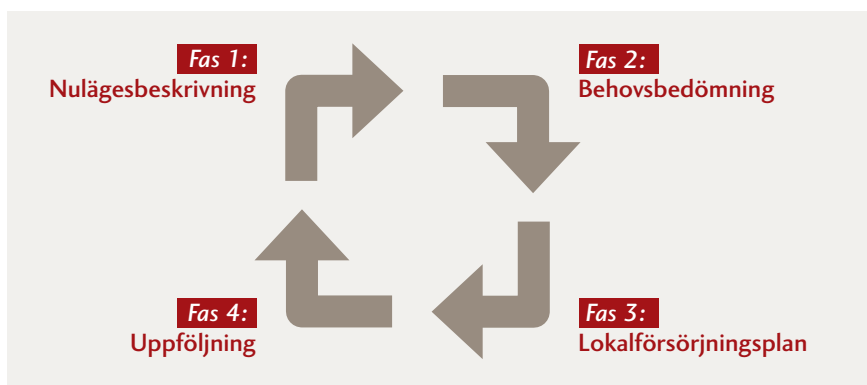 Fas 1:
Nulägesbeskrivning
Fas 2:
Behovsbedömning
Fas 3:
Lokalförsörjningsplan
Fas 4:
Uppföljning